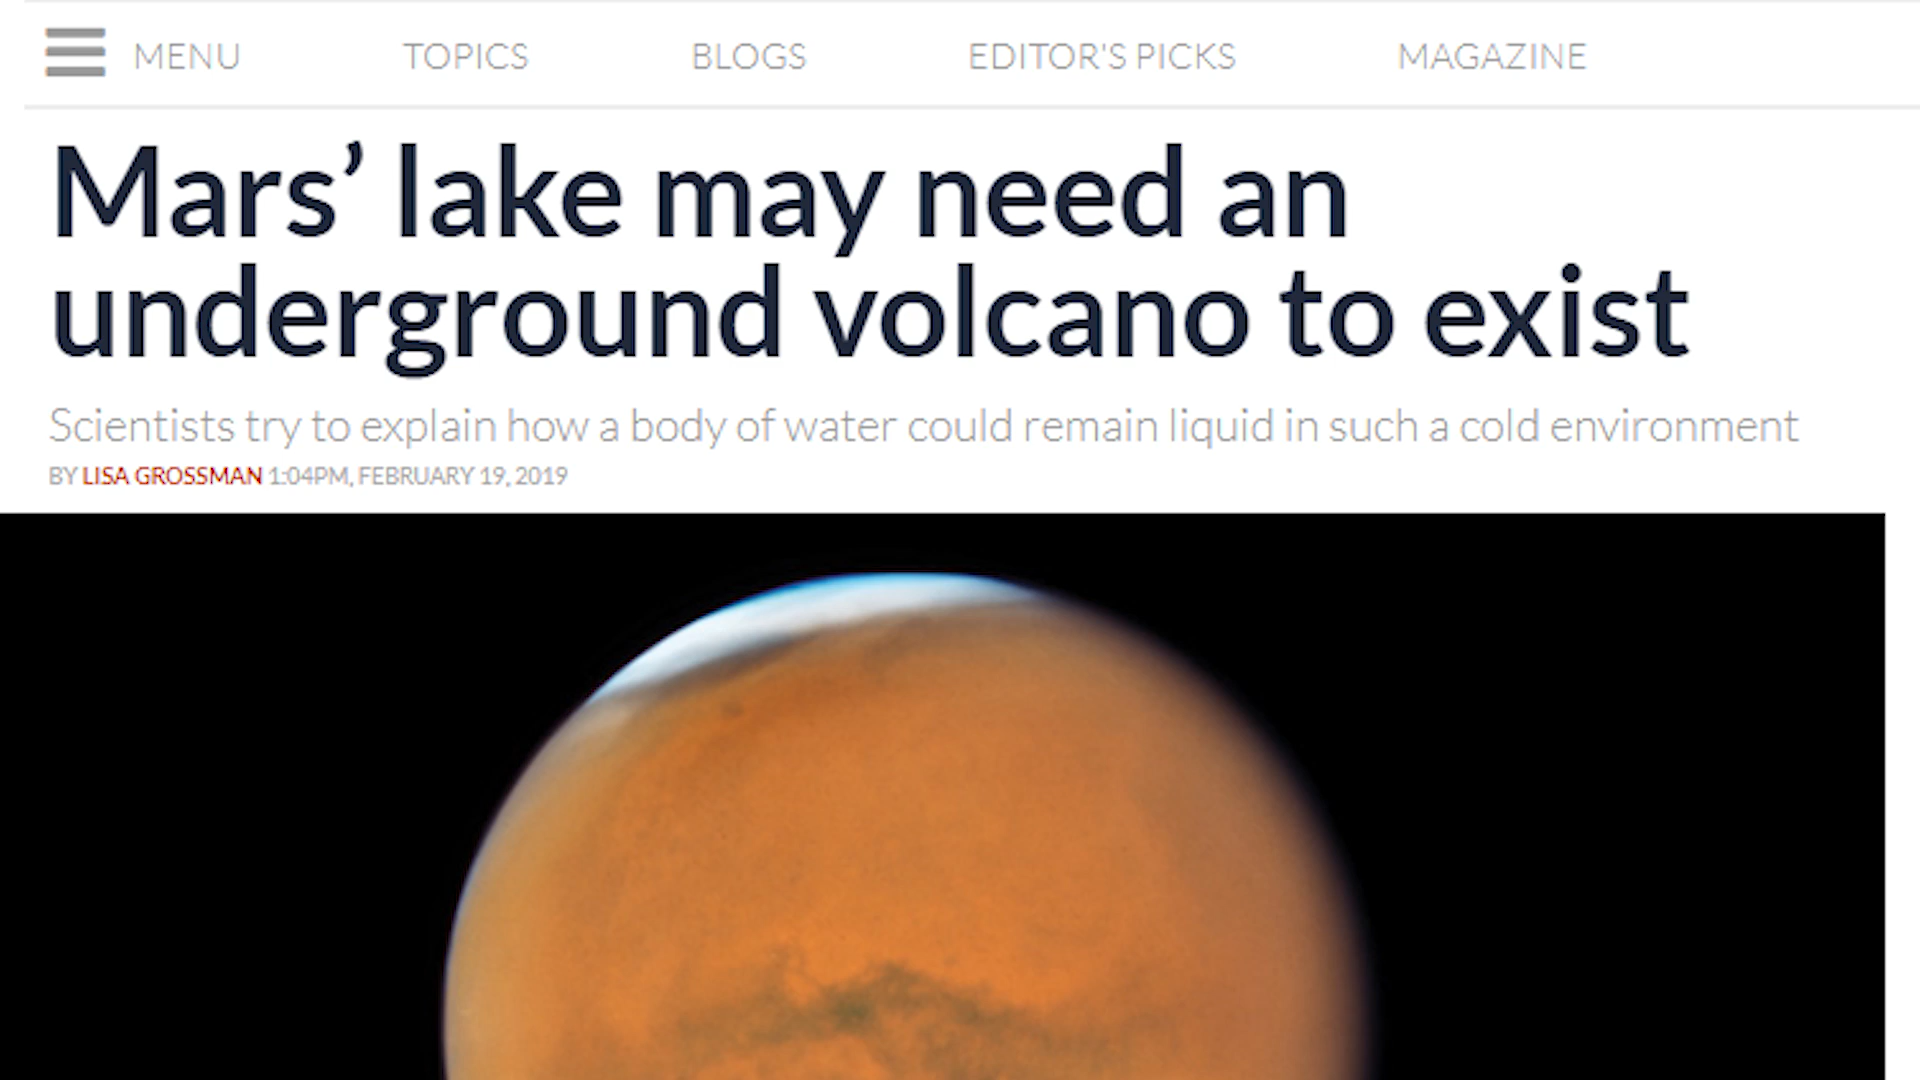 MENU TOPICS BLOGS EDITOR'S PICKS MAGAZINE
Mars’ lake may need an
underground volcano to exist
Scientists try to explain how a body of water could remain liquid in such a cold environment
BY LISA GROSSMAN 1:04PM, FEBRUARY 19, 2019